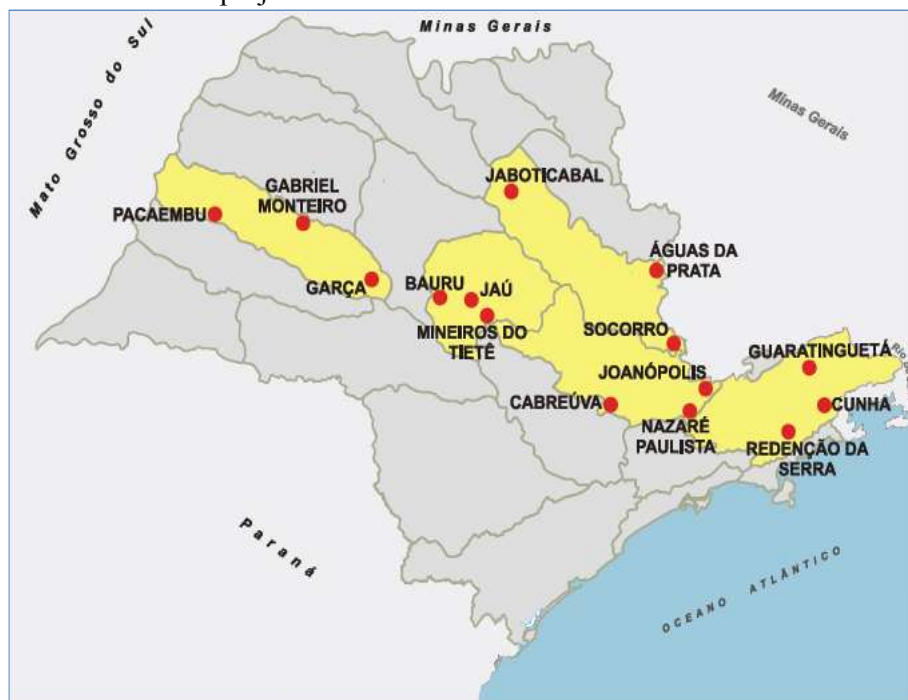 Mato Grosso do Sul
Minas Gerais
Minas Gerais
JABOTICABAL
GABRIEL
MONTEIRO
PACAEMBU
ÁGUAS DA
PRATA
GARÇA
BAURU
JAÚ
MINEIROS DO
TIETÊ
SOCORRO
GUARATINGUETÁ
JOANÓPOLIS
CABREÚVA
CUNHA
NAZARÉ
PAULISTA
REDENÇÃO DA
SERRA
Paraná
OCEANO ATLÂNTICO